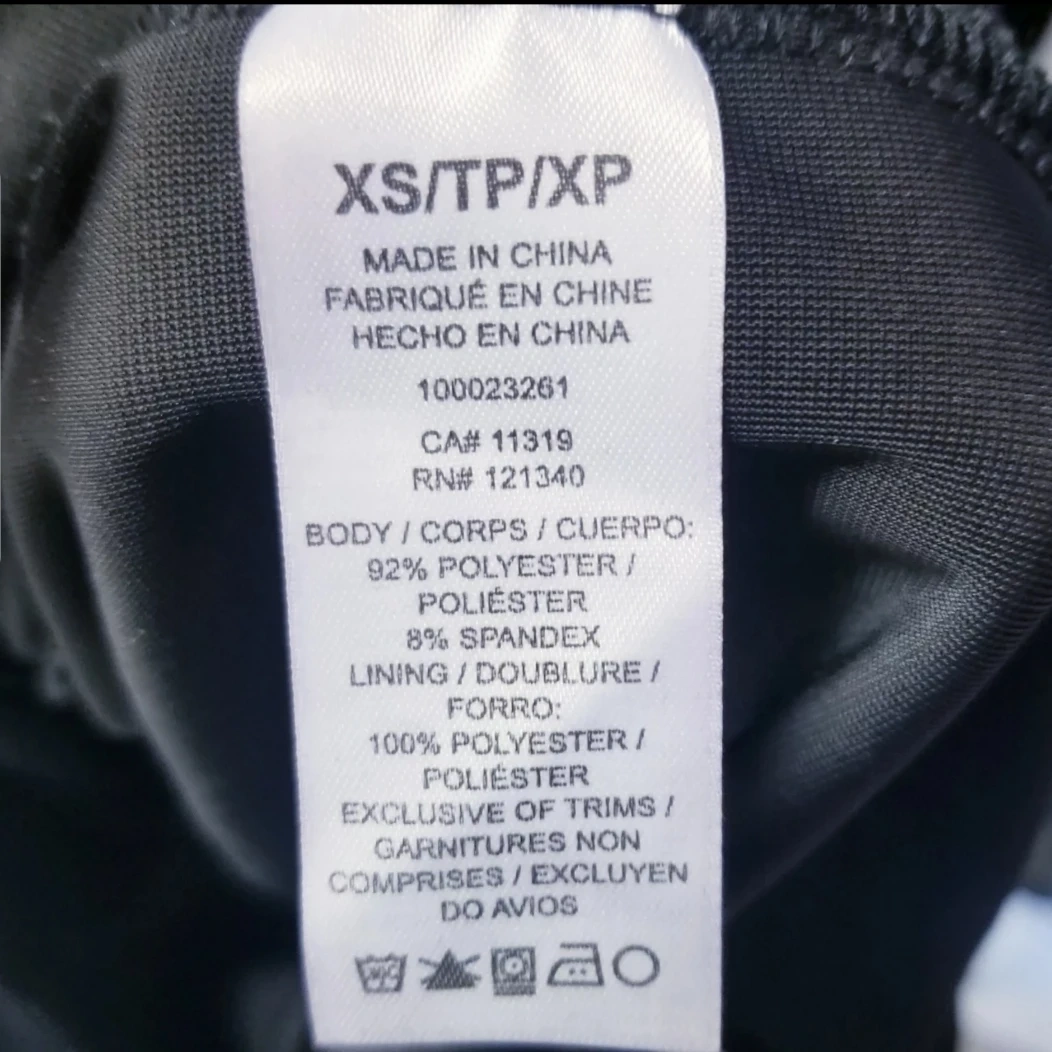 XS/TP/XP
MADE IN CHINA
FABRIQUÉ EN CHINE
HECHO EN CHINA
100023261
CA# 11319
RN# 121340
BODY / CORPS / CUERPO:
92% POLYESTER /
POLIÉSTER
8% SPANDEX
LINING / DOUBLURE /
FORRO:
100% POLYESTER /
POLIÉSTER
EXCLUSIVE OF TRIMS /
GARNITURES NON
COMPRISES / EXCLUYEN
DO AVIOS